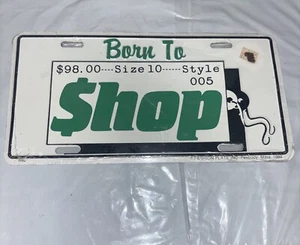 Born To
$98.00----Size 10------Style
005
$hop